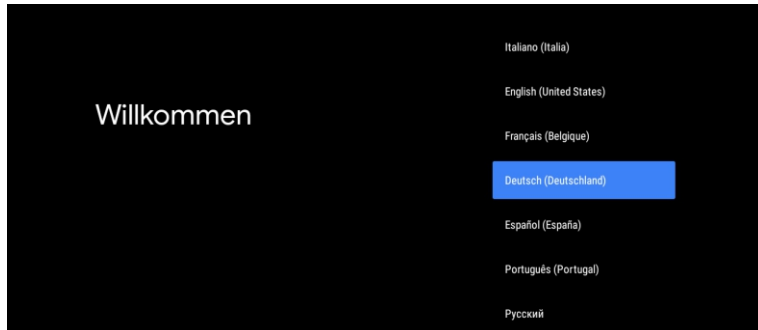 Willkommen
Italiano (Italia)
English (United States)
Français (Belgique)
Deutsch (Deutschland)
Español (España)
Português (Portugal)
Русский